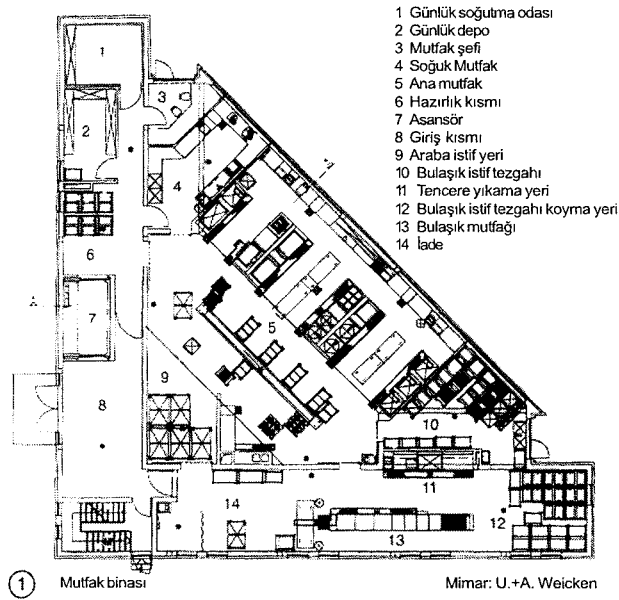 1 Günlük soğutma odası
2 Günlük depo
3 Mutfak şefi
4 Soğuk Mutfak
5 Ana mutfak
6 Hazırlık kısmı
7 Asansör
8 Giriş kısmı
9 Araba istif yeri
10 Bulaşık istif tezgahı
11 Tencere yıkama yeri
12 Bulaşık istif tezgahı koyma yeri
13 Bulaşık mutfağı
14 İade
1
2
3
4
5
6
7
8
9
10
11
12
13
14
1 Mutfak binası
Mimar: U.+A. Weicken